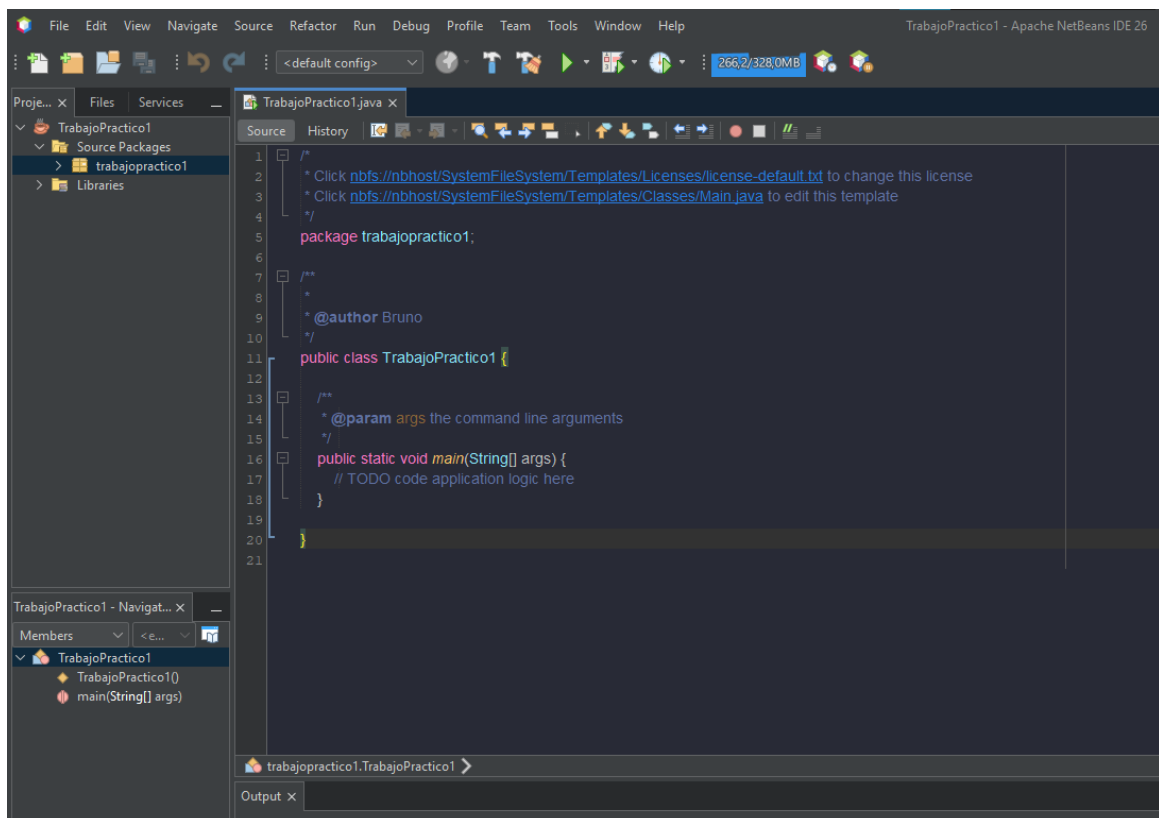 File Edit View Navigate Source Refactor Run Debug Profile Team Tools Window Help TrabajoPractico1 - Apache NetBeans IDE 26
<default config> 266,2/328,0MB
Proje... Files Services
TrabajoPractico1
Source Packages
trabajopractico1
Libraries
TrabajoPractico1.java
Source History
1 /*
2 * Click nbfs://nbhost/SystemFileSystem/Templates/Licenses/license-default.txt to change this license
3 * Click nbfs://nbhost/SystemFileSystem/Templates/Classes/Main.java to edit this template
4 */
5 package trabajopractico1;
6
7 /**
8 *
9 * @author Bruno
10 */
11 public class TrabajoPractico1 {
12
13 /**
14 * @param args the command line arguments
15 */
16 public static void main(String[] args) {
17 // TODO code application logic here
18 }
19
20 }
21
TrabajoPractico1 - Navigat...
Members <e...
TrabajoPractico1
TrabajoPractico1()
main(String[] args)
trabajopractico1.TrabajoPractico1
Output